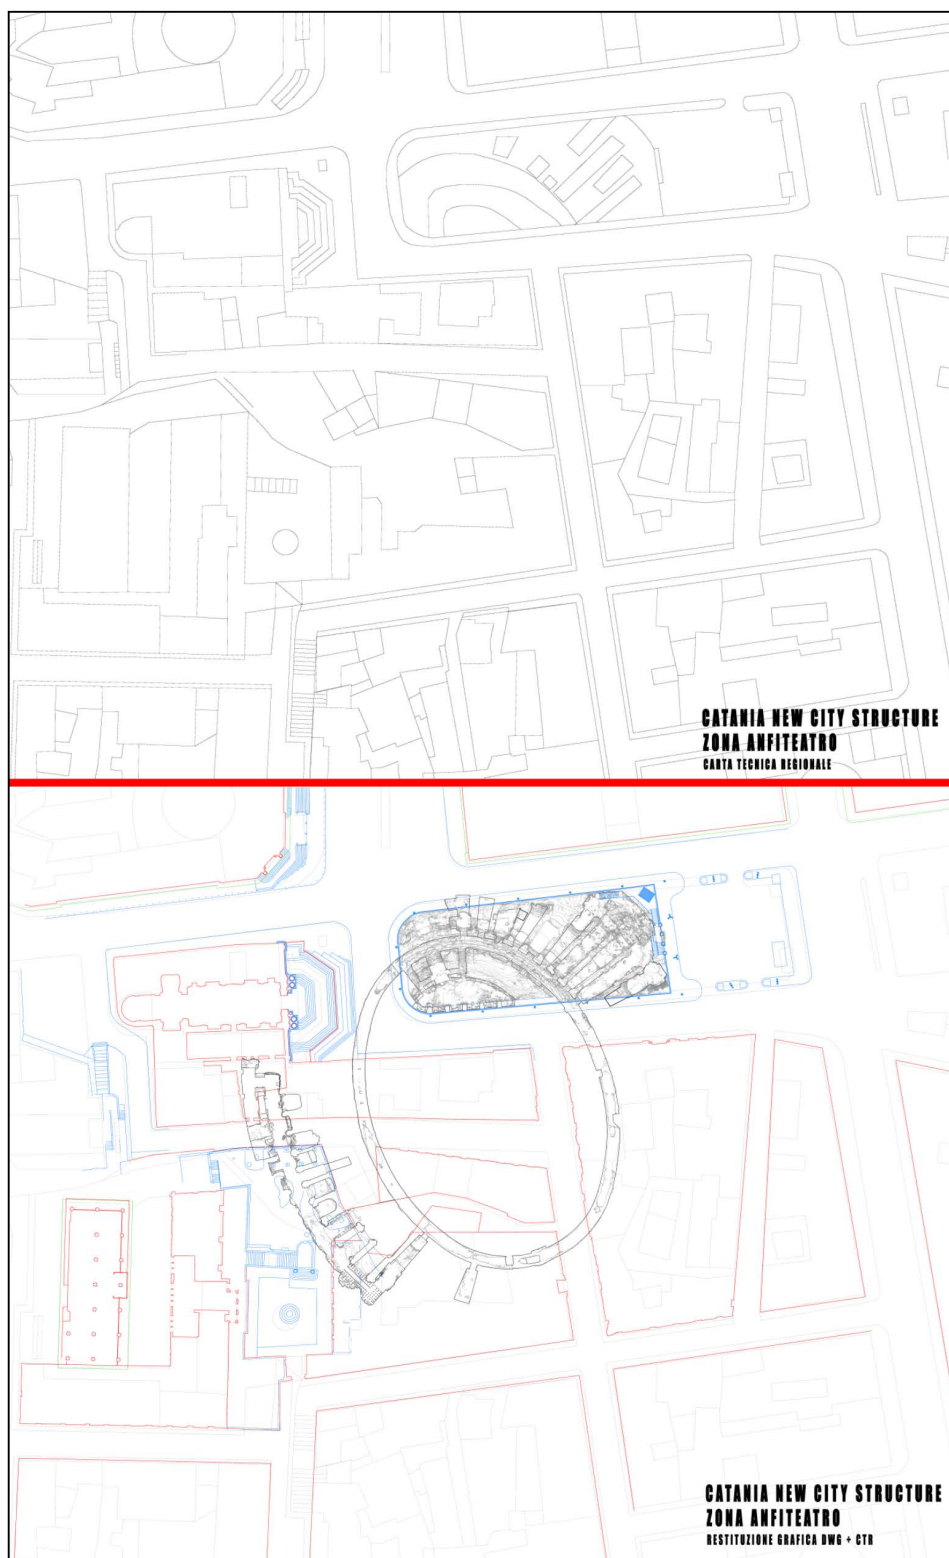 CATANIA NEW CITY STRUCTURE
ZONA ANFITEATRO
CARTA TECNICA REGIONALE
CATANIA NEW CITY STRUCTURE
ZONA ANFITEATRO
RESTITUZIONE GRAFICA DWG + CTR